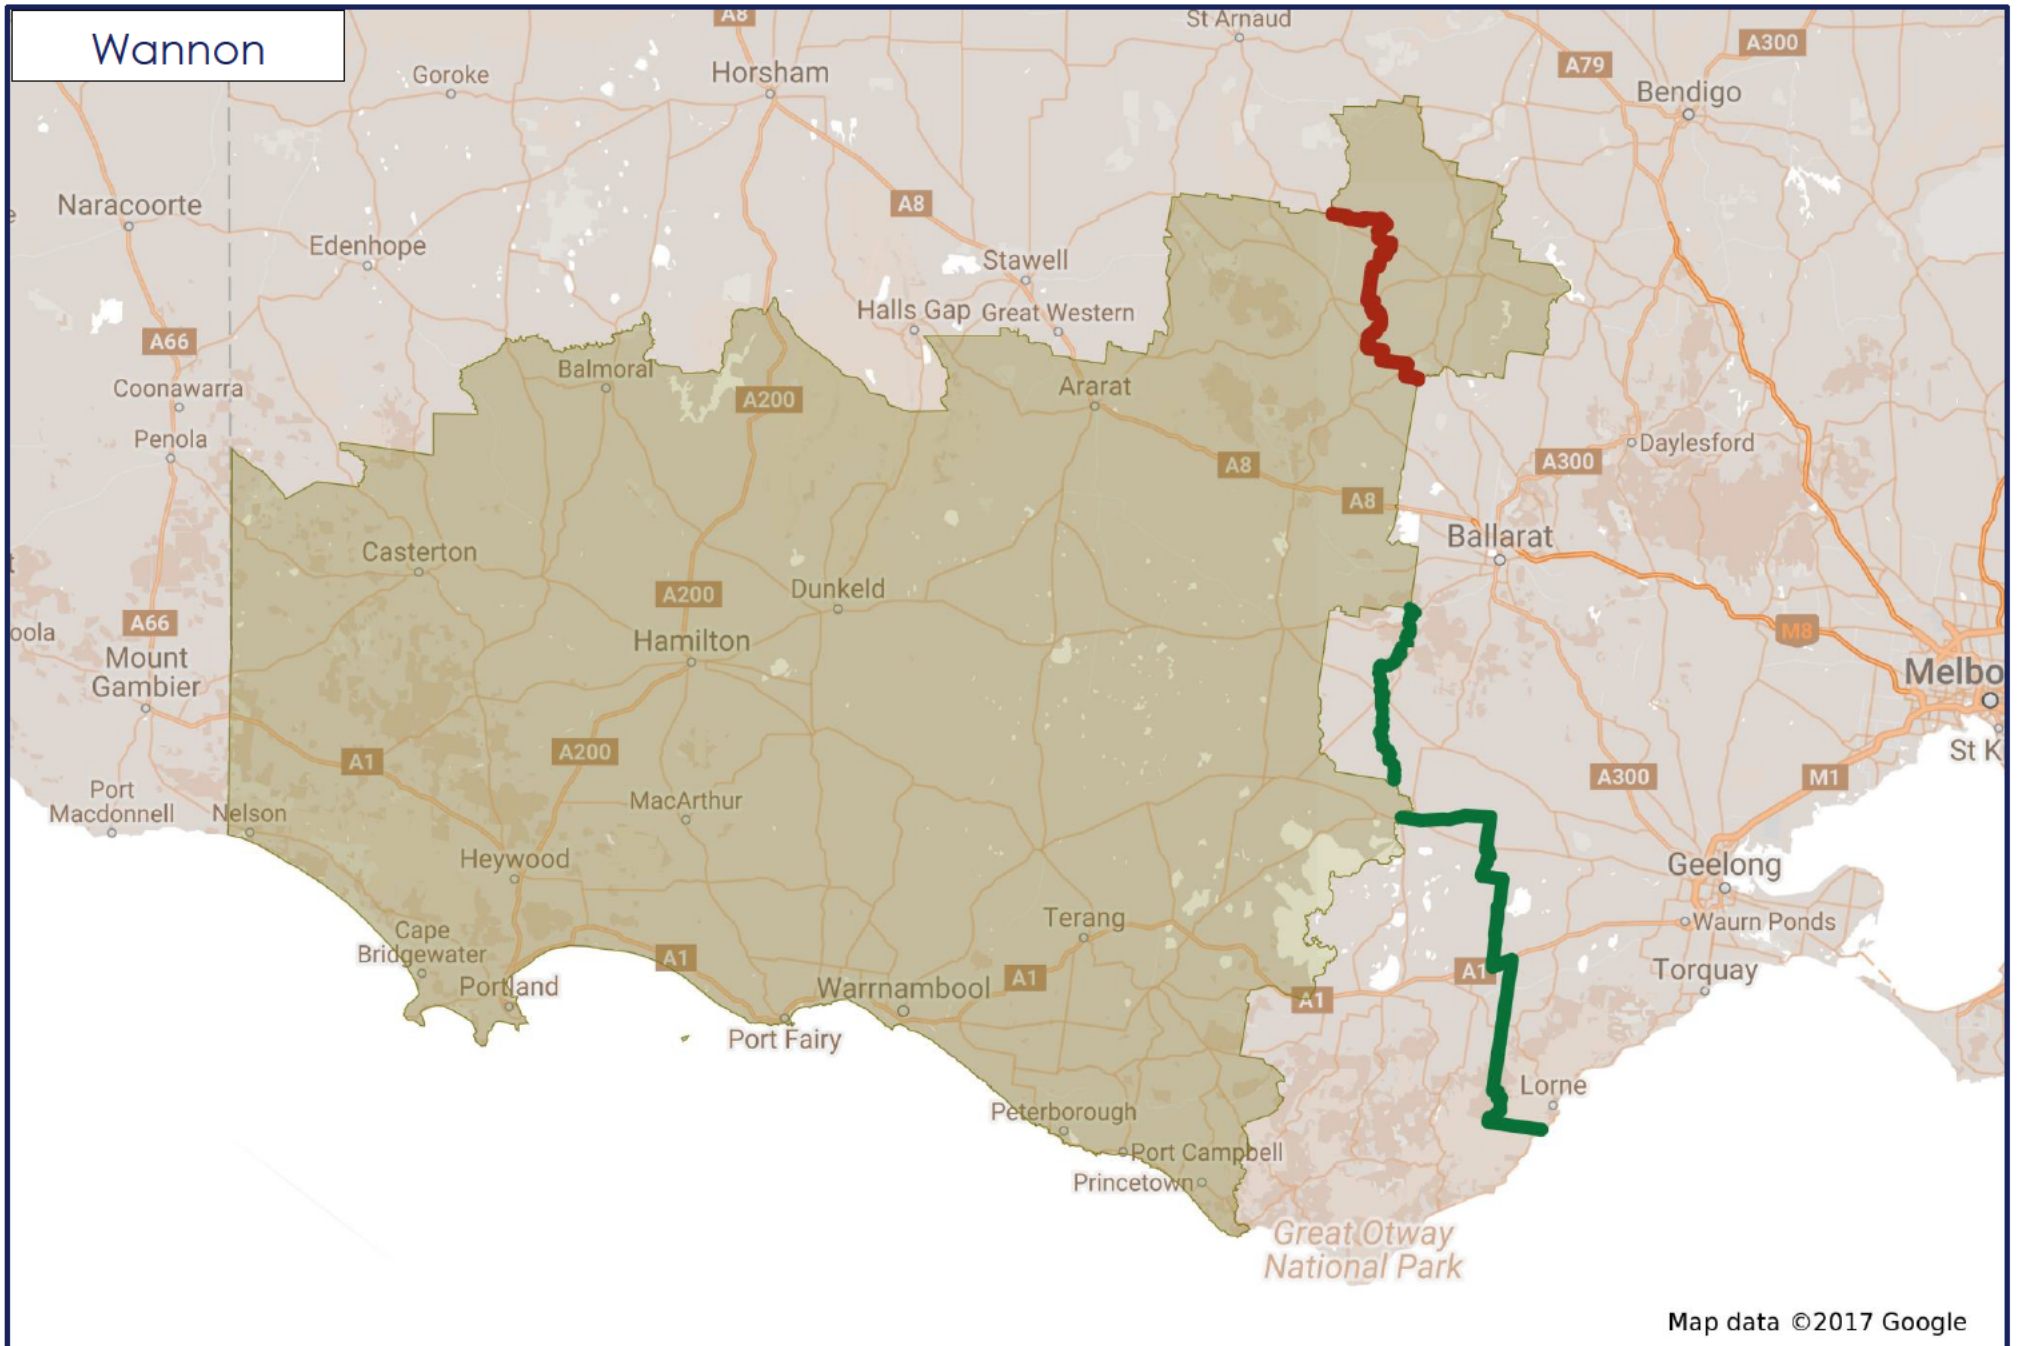 Wannon
A8
St Arnaud
A300
A79
Goroke
Horsham
Bendigo
Naracoorte
A8
Edenhope
Stawell
Halls Gap
Great Western
A66
Balmoral
Coonawarra
A200
Ararat
Penola
Daylesford
A8
A300
A8
Ballarat
Casterton
Dunkeld
A200
A66
Hamilton
M8
Mount
Gambier
Melbo
A1
A200
St K
A300
M1
Port
Macdonnell
Nelson
MacArthur
Heywood
Geelong
Terang
Waurn Ponds
Cape
Bridgewater
A1
A1
A1
Torquay
Portland
Warrnambool
A1
Port Fairy
Lorne
Peterborough
Port Campbell
Princetown
Great Otway
National Park
Map data ©2017 Google